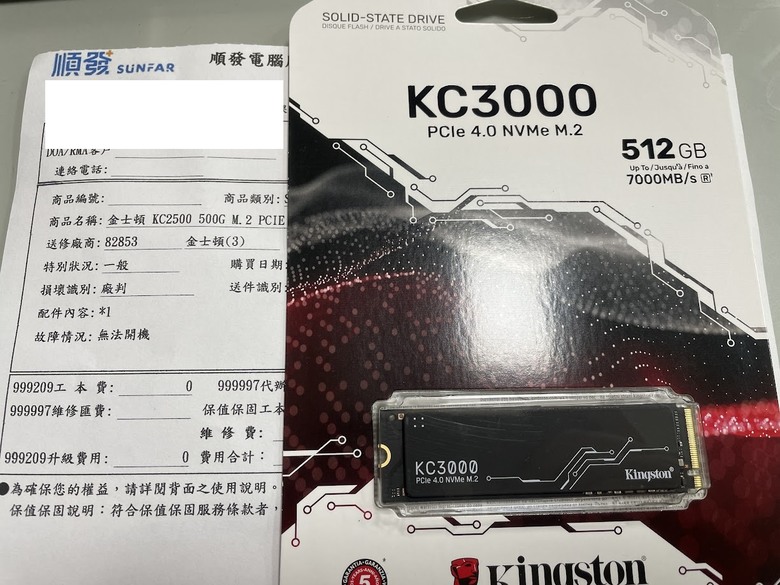 順發 SUNFAR 順發電腦
DOA/RMA客戶
連絡電話:
商品編號: 商品類別:
商品名稱: 金士頓 KC2500 500G M.2 PCIE
送修廠商: 82853 金士頓(3)
特別狀況: 一般 購買日期:
損壞識別: 廠判 送件識別:
配件內容: *1
故障情況: 無法開機
999209工 本 費: 0 999997代辦
999997維修匯費: 保值保固工本
維 修 費:
999209升級費用: 0 費用合計:
●為確保您的權益，請詳閱背面之使用說明。
保值保固說明：符合保值保固服務條款者，
SOLID-STATE DRIVE
DISQUE FLASH / DRIVE A STATO SOLIDO
KC3000
PCIe 4.0 NVMe M.2
512 GB
Up To / Jusqu'à / Fino a
7000MB/s R
KC3000
PCIe 4.0 NVMe M.2
Kingston
GARANTIA
GARANZIA
5
Kingston